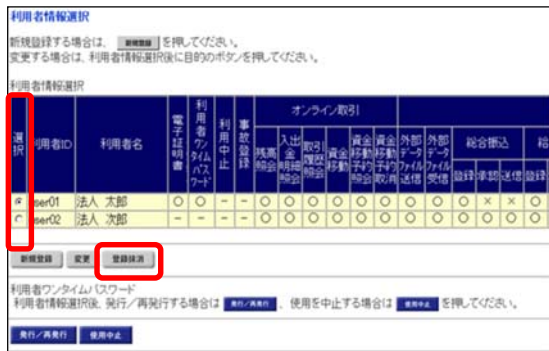 利用者情報選択
新規登録する場合は、 新規登録 を押してください。
変更する場合は、利用者情報選択後に目的のボタンを押してください。
利用者情報選択
選択 利用者ID 利用者名 電子証明書 利用者ワンタイムパスワード 利用中止 事故登録 オンライン取引 外部データファイル送信 外部データファイル受信 総合振込 給
残高照会 入出金明細照会 取引履歴照会 資金移動 資金移動予約照会 資金移動予約取消 登録 承認 送信 登録
user01 法人 太郎 ○ ○ － － ○ ○ ○ ○ ○ ○ ○ ○ ○ × × ○
user02 法人 次郎 － － － － ○ ○ ○ ○ ○ ○ ○ ○ ○ ○ ○ ○
新規登録 変更 登録抹消
利用者ワンタイムパスワード
利用者情報選択後、発行／再発行する場合は 発行／再発行 、使用を中止する場合は 使用中止 を押してください。
発行／再発行 使用中止